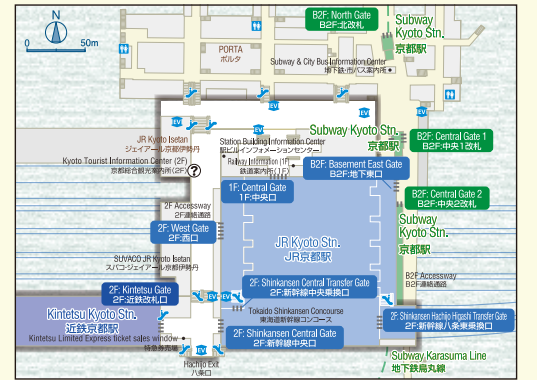 N
0 50m
B2F: North Gate
B2F:北改札
Subway
Kyoto Stn.
京都駅
PORTA
ポルタ
Subway & City Bus Information Center
地下鉄・市バス案内所
EV
EV
EV
EV
JR Kyoto Isetan
ジェイアール京都伊勢丹
Station Building Information Center
駅ビルインフォメーションセンター
Subway Kyoto Stn.
京都駅
B2F: Central Gate 1
B2F:中央1改札
Kyoto Tourist Information Center (2F)
京都総合観光案内所(2F)
?
Railway Information (1F)
鉄道案内所(1F)
B2F: Basement East Gate
B2F:地下東口
1F: Central Gate
1F:中央口
B2F: Central Gate 2
B2F:中央2改札
2F Accessway
2F連絡通路
2F: West Gate
2F:西口
Subway
Kyoto Stn.
京都駅
JR Kyoto Stn.
JR京都駅
SUVACO JR Kyoto Isetan
スバコ・ジェイアール京都伊勢丹
B2F Accessway
B2F連絡通路
2F: Kintetsu Gate
2F:近鉄改札口
2F: Shinkansen Central Transfer Gate
2F:新幹線中央乗換口
EV
EV
Kintetsu Kyoto Stn.
近鉄京都駅
Tokaido Shinkansen Concourse
東海道新幹線コンコース
2F: Shinkansen Hachijo Higashi Transfer Gate
2F:新幹線八条東乗換口
Kintetsu Limited Express ticket sales window
特急券売場
2F: Shinkansen Central Gate
2F:新幹線中央口
EV
Hachijo Exit
八条口
Subway Karasuma Line
地下鉄烏丸線